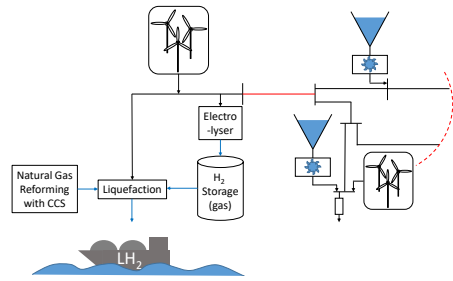 Electro
-lyser
Natural Gas
Reforming
with CCS
Liquefaction
H₂
Storage
(gas)
LH₂